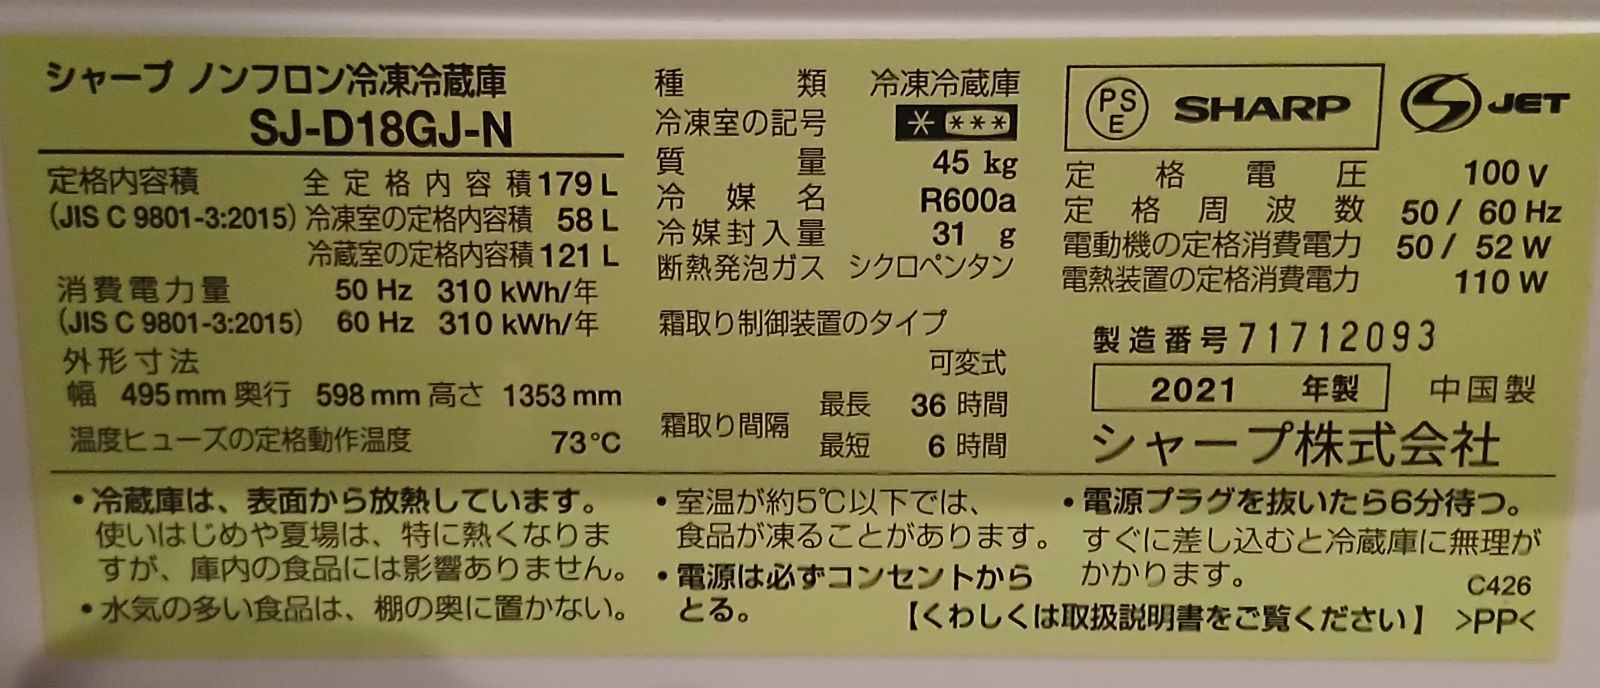 シャープ ノンフロン冷凍冷蔵庫
SJ-D18GJ-N
定格内容積 全定格内容積 179 L
(JIS C 9801-3:2015) 冷凍室の定格内容積 58 L
冷蔵室の定格内容積 121 L
消費電力量 50 Hz 310 kWh/年
(JIS C 9801-3:2015) 60 Hz 310 kWh/年
外形寸法
幅 495 mm 奥行 598 mm 高さ 1353 mm
温度ヒューズの定格動作温度 73℃
種類 冷凍冷蔵庫
冷凍室の記号 * ***
質量 45 kg
冷媒名 R600a
冷媒封入量 31 g
断熱発泡ガス シクロペンタン
霜取り制御装置のタイプ
可変式
霜取り間隔 最長 36 時間
最短 6 時間
PSE SHARP JET
定格電圧 100 V
定格周波数 50 / 60 Hz
電動機の定格消費電力 50 / 52 W
電熱装置の定格消費電力 110 W
製造番号 71712093
2021 年製 中国製
シャープ株式会社
・冷蔵庫は、表面から放熱しています。
使いはじめや夏場は、特に熱くなりま
すが、庫内の食品には影響ありません。
・水気の多い食品は、棚の奥に置かない。
・室温が約5℃以下では、
食品が凍ることがあります。
・電源は必ずコンセントから
とる。
・電源プラグを抜いたら6分待つ。
すぐに差し込むと冷蔵庫に無理が
かかります。
C426
【くわしくは取扱説明書をご覧ください】 >PP<